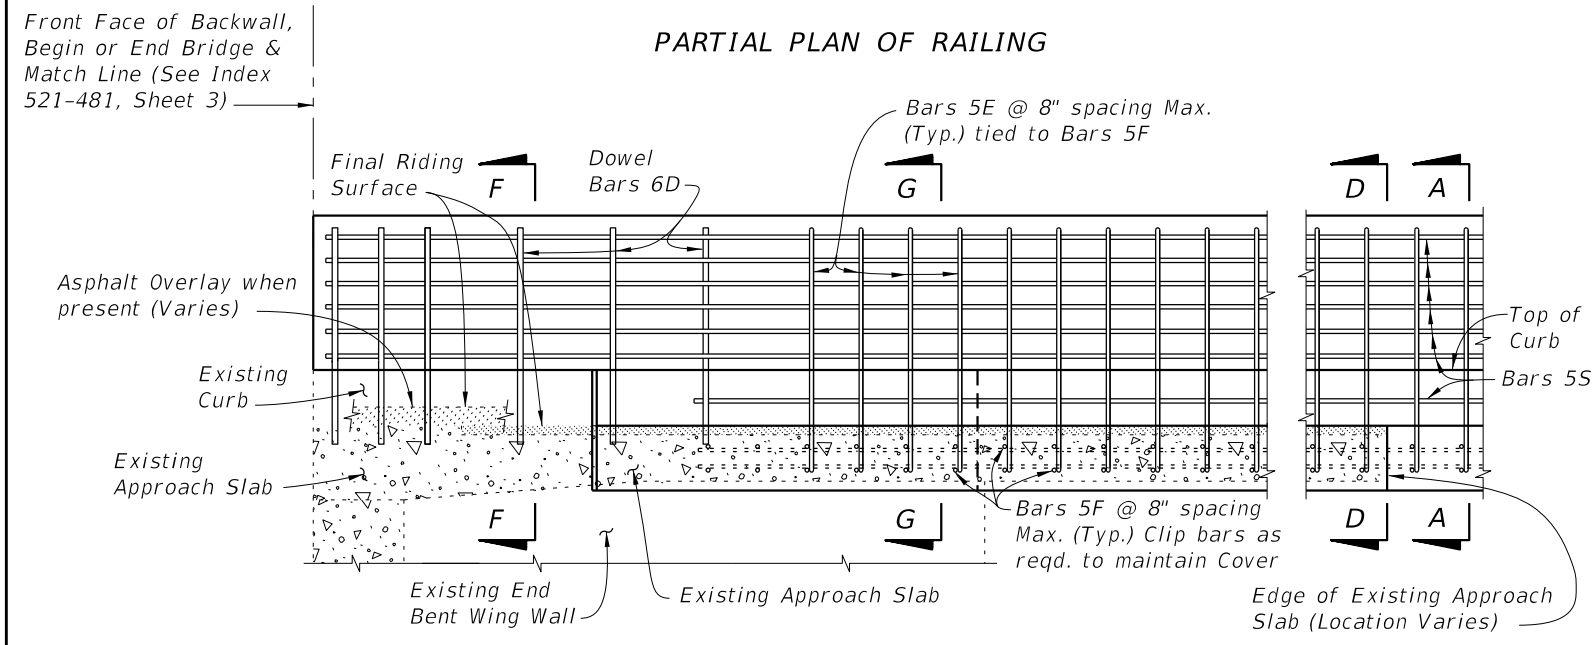 Front Face of Backwall,
Begin or End Bridge &
Match Line (See Index
521-481, Sheet 3)
PARTIAL PLAN OF RAILING
Bars 5E @ 8" spacing Max.
(Typ.) tied to Bars 5F
Final Riding
Surface
F
Dowel
Bars 6D
G
D
A
Asphalt Overlay when
present (Varies)
Top of
Curb
Existing
Curb
Bars 5S
Existing
Approach Slab
F
G
Bars 5F @ 8" spacing
Max. (Typ.) Clip bars as
reqd. to maintain Cover
D
A
Existing End
Bent Wing Wall
Existing Approach Slab
Edge of Existing Approach
Slab (Location Varies)